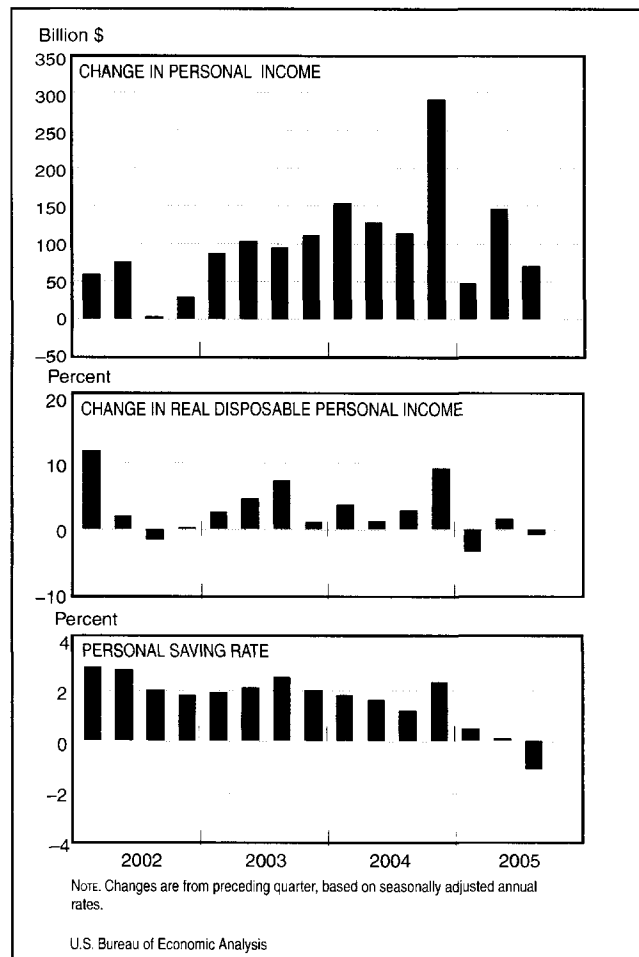 Billion $
350
CHANGE IN PERSONAL INCOME
300
250
200
150
100
50
0
−50
Percent
20
CHANGE IN REAL DISPOSABLE PERSONAL INCOME
10
0
−10
Percent
4
PERSONAL SAVING RATE
2
0
−2
−4
2002 2003 2004 2005
NOTE. Changes are from preceding quarter, based on seasonally adjusted annual
rates.
U.S. Bureau of Economic Analysis